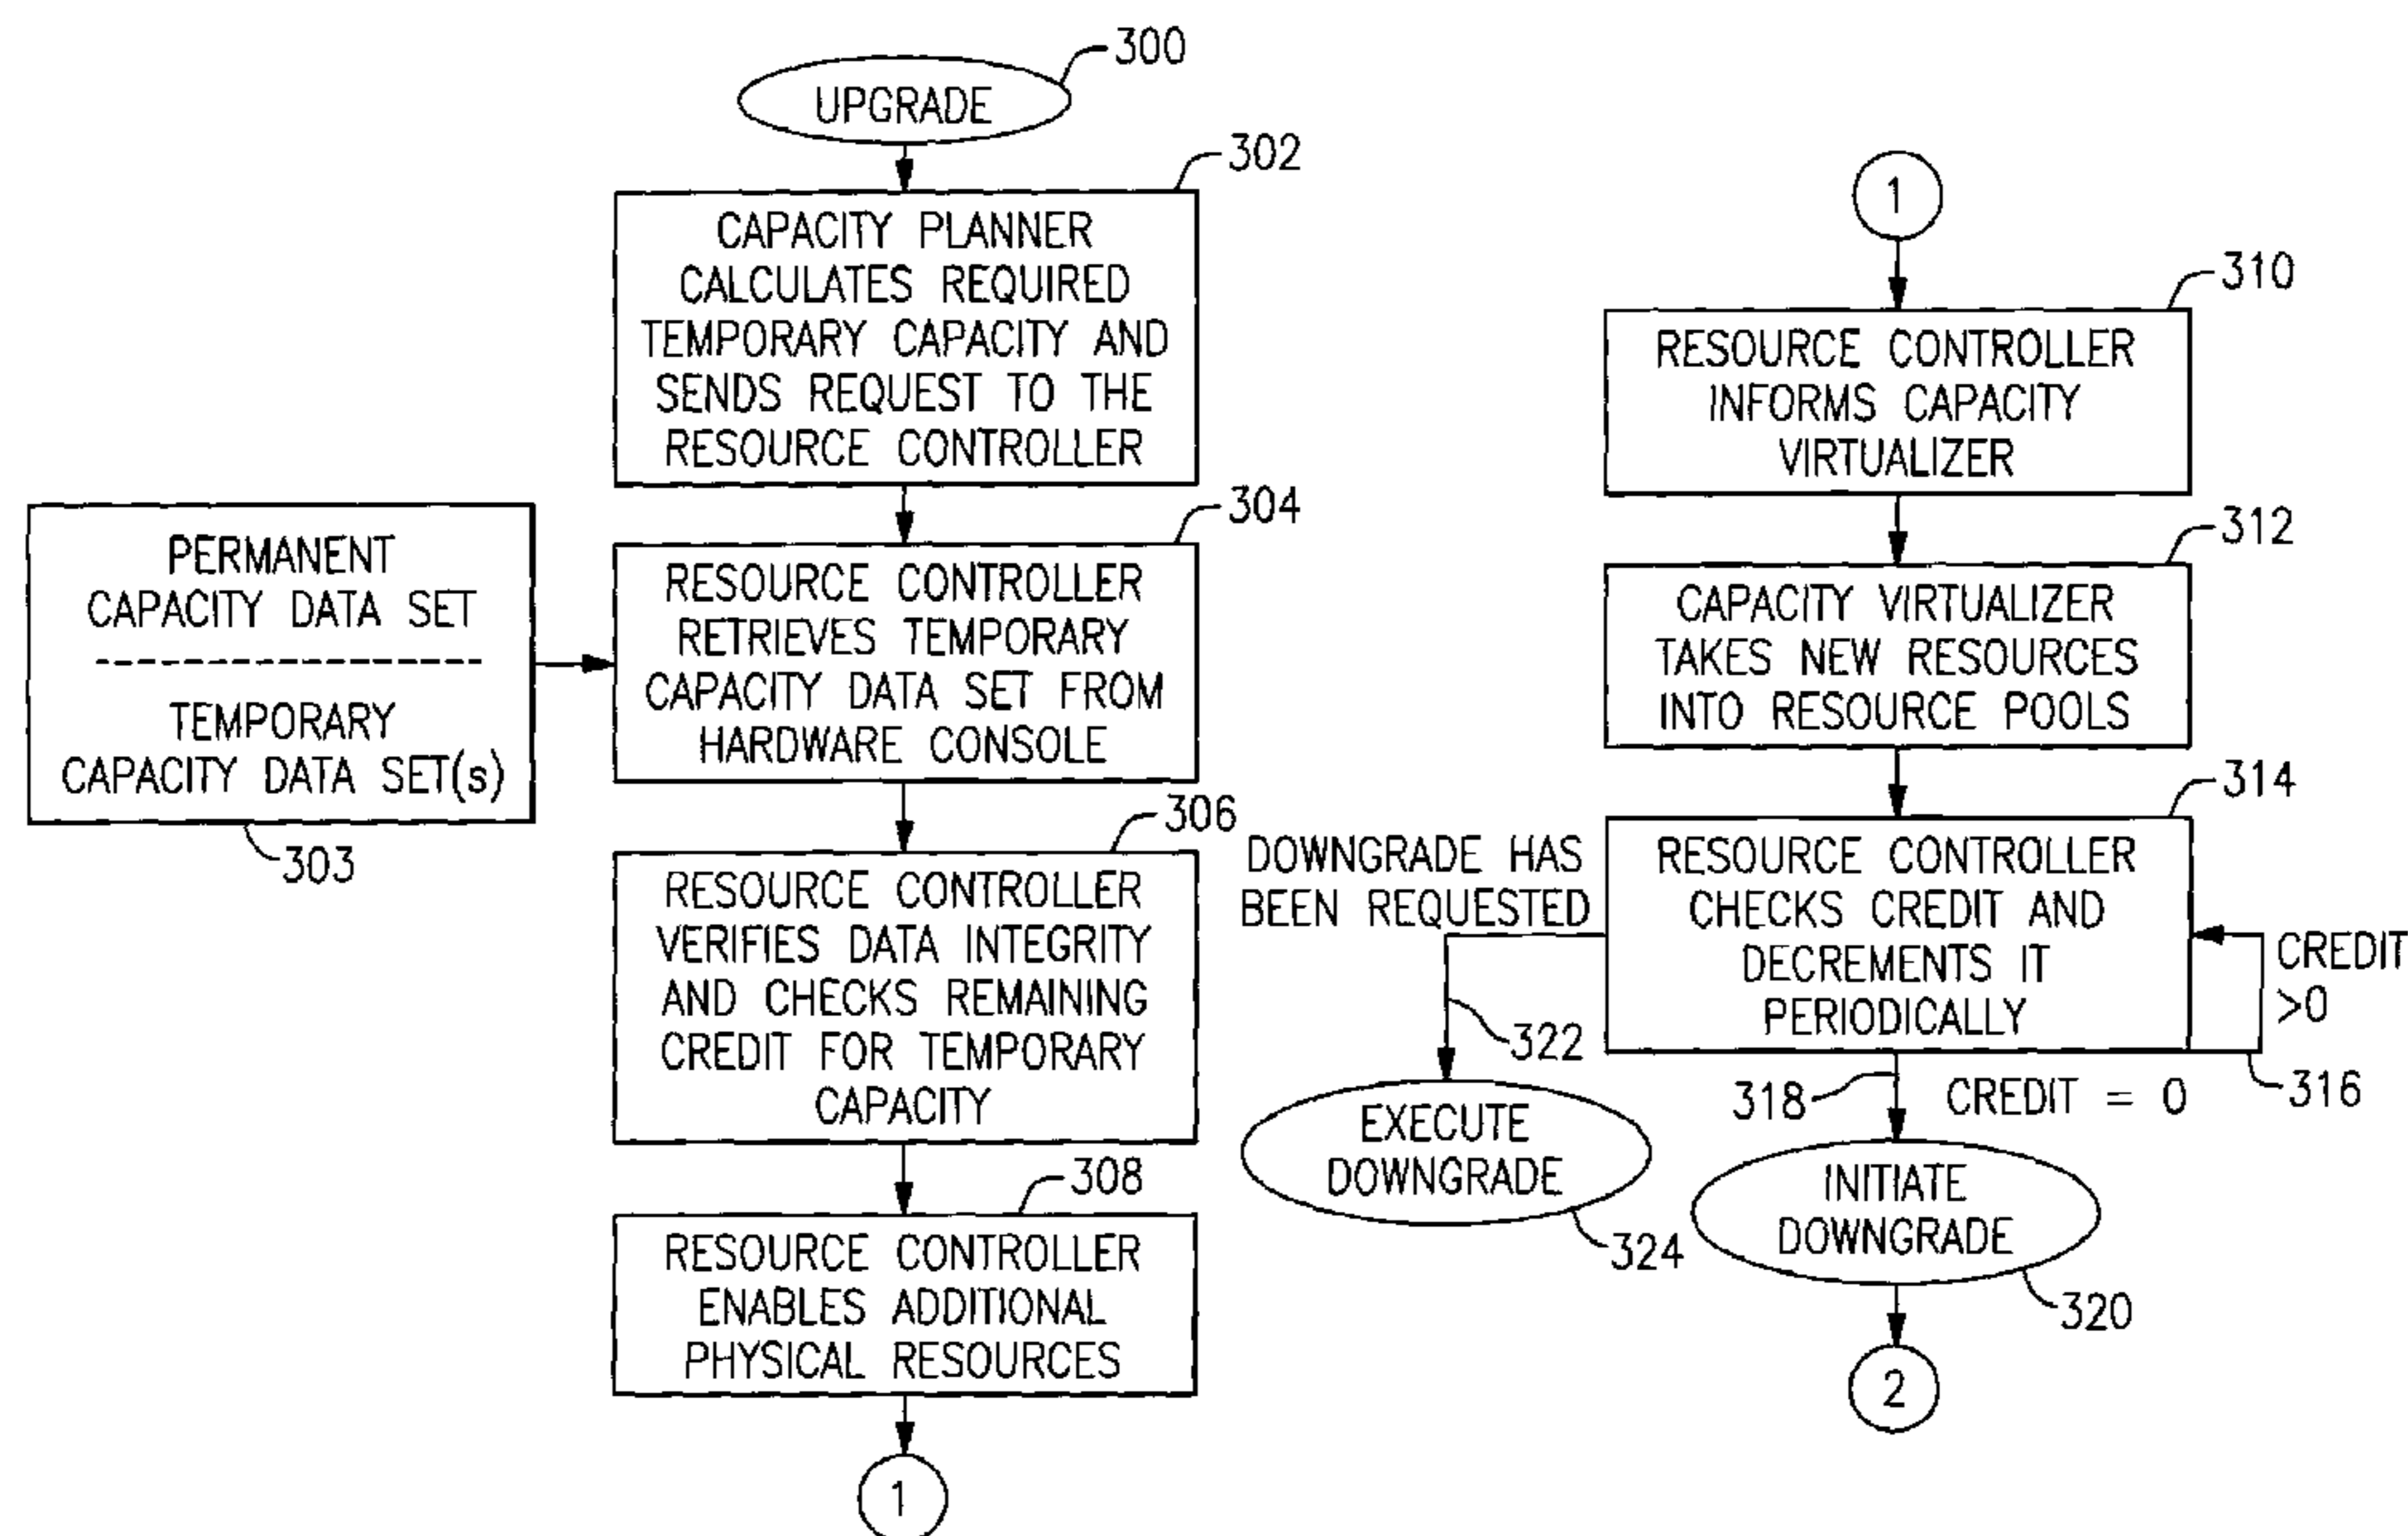 300
UPGRADE
302
CAPACITY PLANNER
CALCULATES REQUIRED
TEMPORARY CAPACITY AND
SENDS REQUEST TO THE
RESOURCE CONTROLLER
PERMANENT
CAPACITY DATA SET
TEMPORARY
CAPACITY DATA SET(s)
303
304
RESOURCE CONTROLLER
RETRIEVES TEMPORARY
CAPACITY DATA SET FROM
HARDWARE CONSOLE
306
RESOURCE CONTROLLER
VERIFIES DATA INTEGRITY
AND CHECKS REMAINING
CREDIT FOR TEMPORARY
CAPACITY
308
RESOURCE CONTROLLER
ENABLES ADDITIONAL
PHYSICAL RESOURCES
1
1
310
RESOURCE CONTROLLER
INFORMS CAPACITY
VIRTUALIZER
312
CAPACITY VIRTUALIZER
TAKES NEW RESOURCES
INTO RESOURCE POOLS
314
RESOURCE CONTROLLER
CHECKS CREDIT AND
DECREMENTS IT
PERIODICALLY
CREDIT
>0
316
DOWNGRADE HAS
BEEN REQUESTED
322
EXECUTE
DOWNGRADE
324
318
CREDIT = 0
INITIATE
DOWNGRADE
320
2